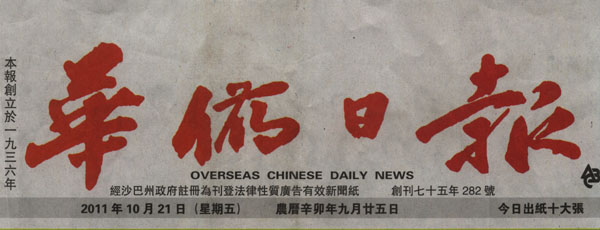 本報創立於一九三六年
華僑日報
OVERSEAS CHINESE DAILY NEWS
經沙巴州政府註冊為刊登法律性質廣告有效新聞紙 創刊七十五年 282 號
2011 年 10 月 21 日（星期五） 農曆辛卯年九月廿五日 今日出紙十大張